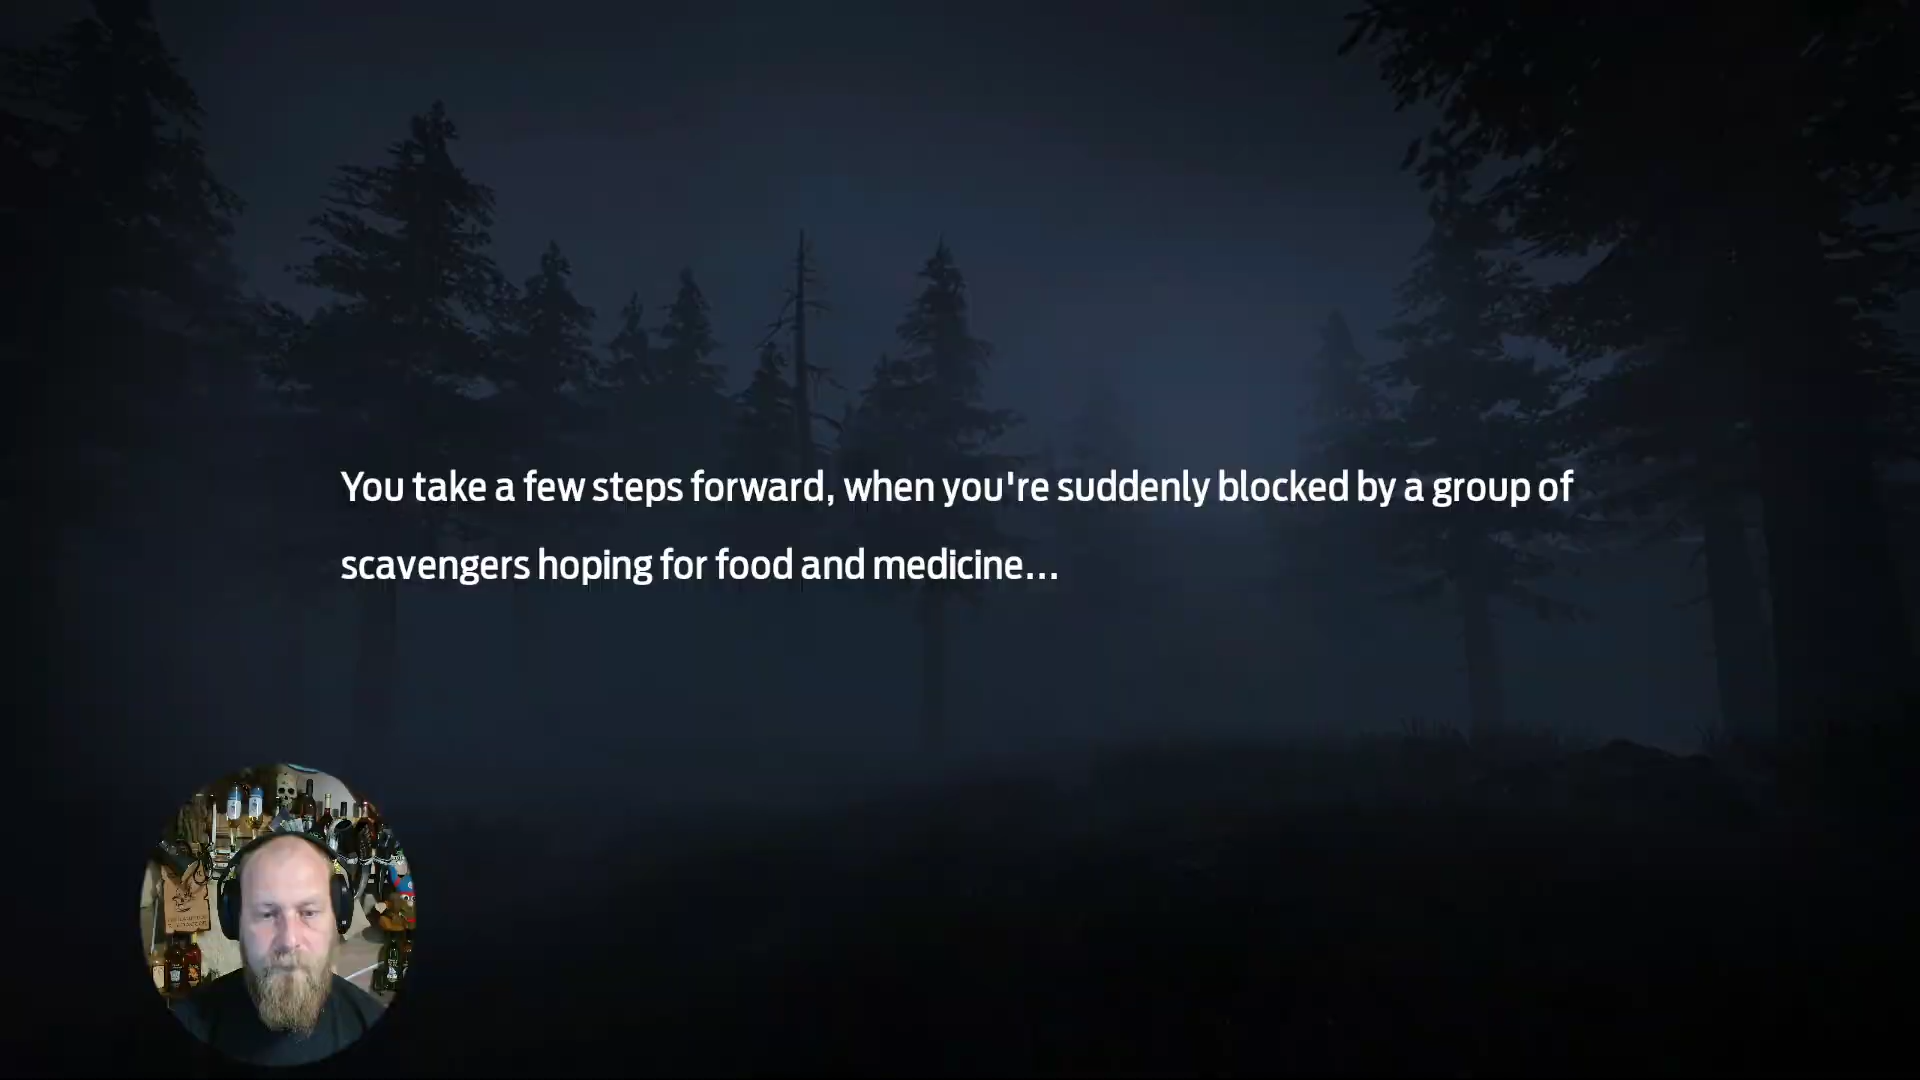 You take a few steps forward, when you're suddenly blocked by a group of
scavengers hoping for food and medicine...